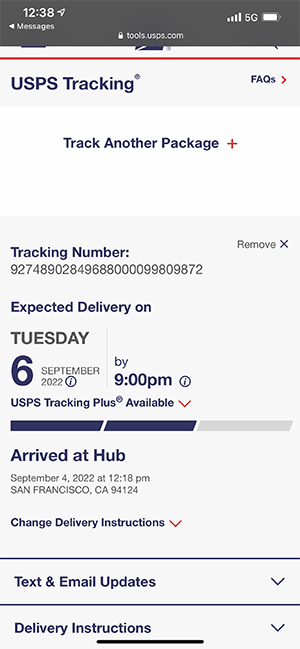 12:38
5G
Messages
tools.usps.com
USPS Tracking®
FAQs
Track Another Package +
Tracking Number:
Remove X
92748902849688000099809872
Expected Delivery on
TUESDAY
6 SEPTEMBER 2022
by
9:00pm
USPS Tracking Plus® Available
Arrived at Hub
September 4, 2022 at 12:18 pm
SAN FRANCISCO, CA 94124
Change Delivery Instructions
Text & Email Updates
Delivery Instructions